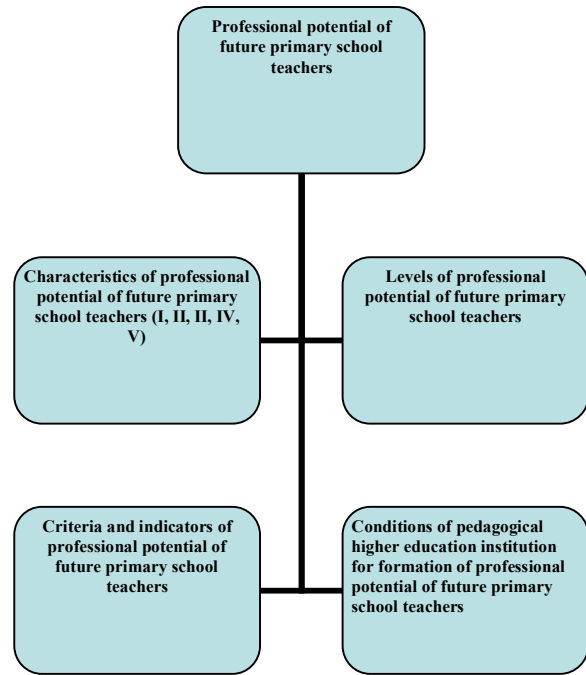 Professional potential of
future primary school
teachers
Characteristics of professional
potential of future primary
school teachers (I, II, II, IV,
V)
Levels of professional
potential of future primary
school teachers
Criteria and indicators of
professional potential of
future primary school
teachers
Conditions of pedagogical
higher education institution
for formation of professional
potential of future primary
school teachers